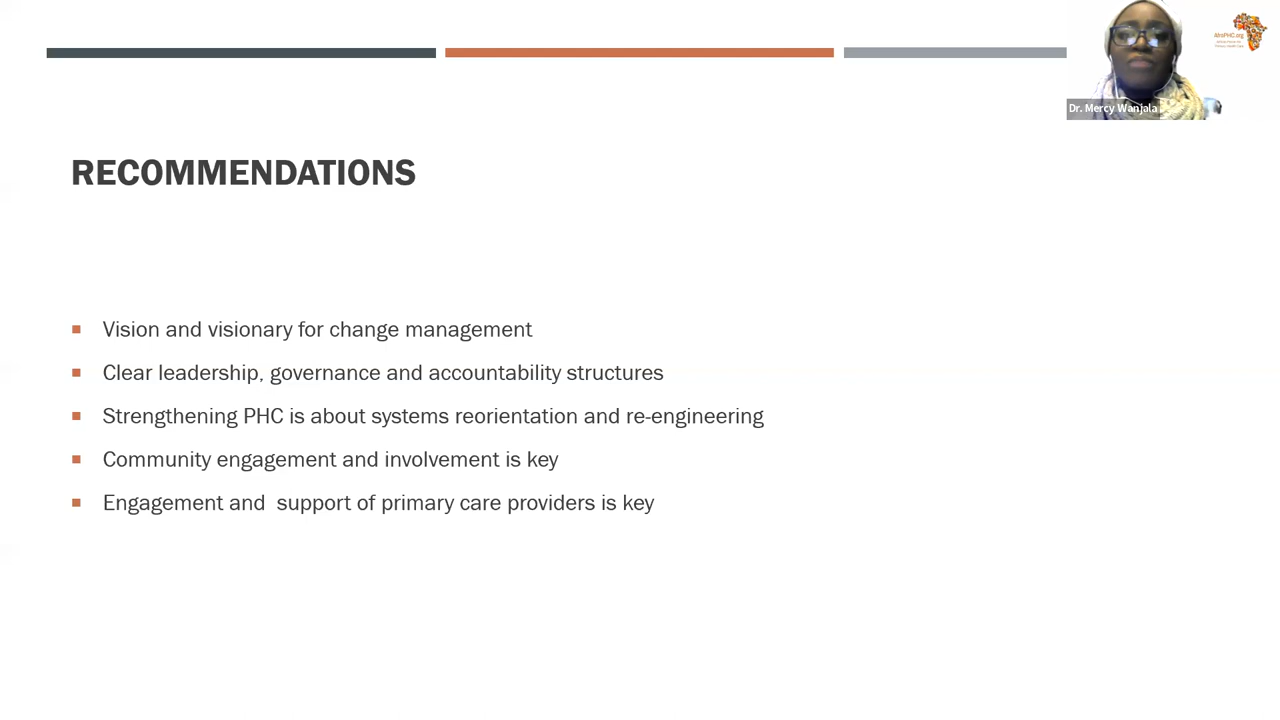 AfroPHC.org
Dr. Mercy Wanjala
RECOMMENDATIONS
Vision and visionary for change management
Clear leadership, governance and accountability structures
Strengthening PHC is about systems reorientation and re-engineering
Community engagement and involvement is key
Engagement and  support of primary care providers is key